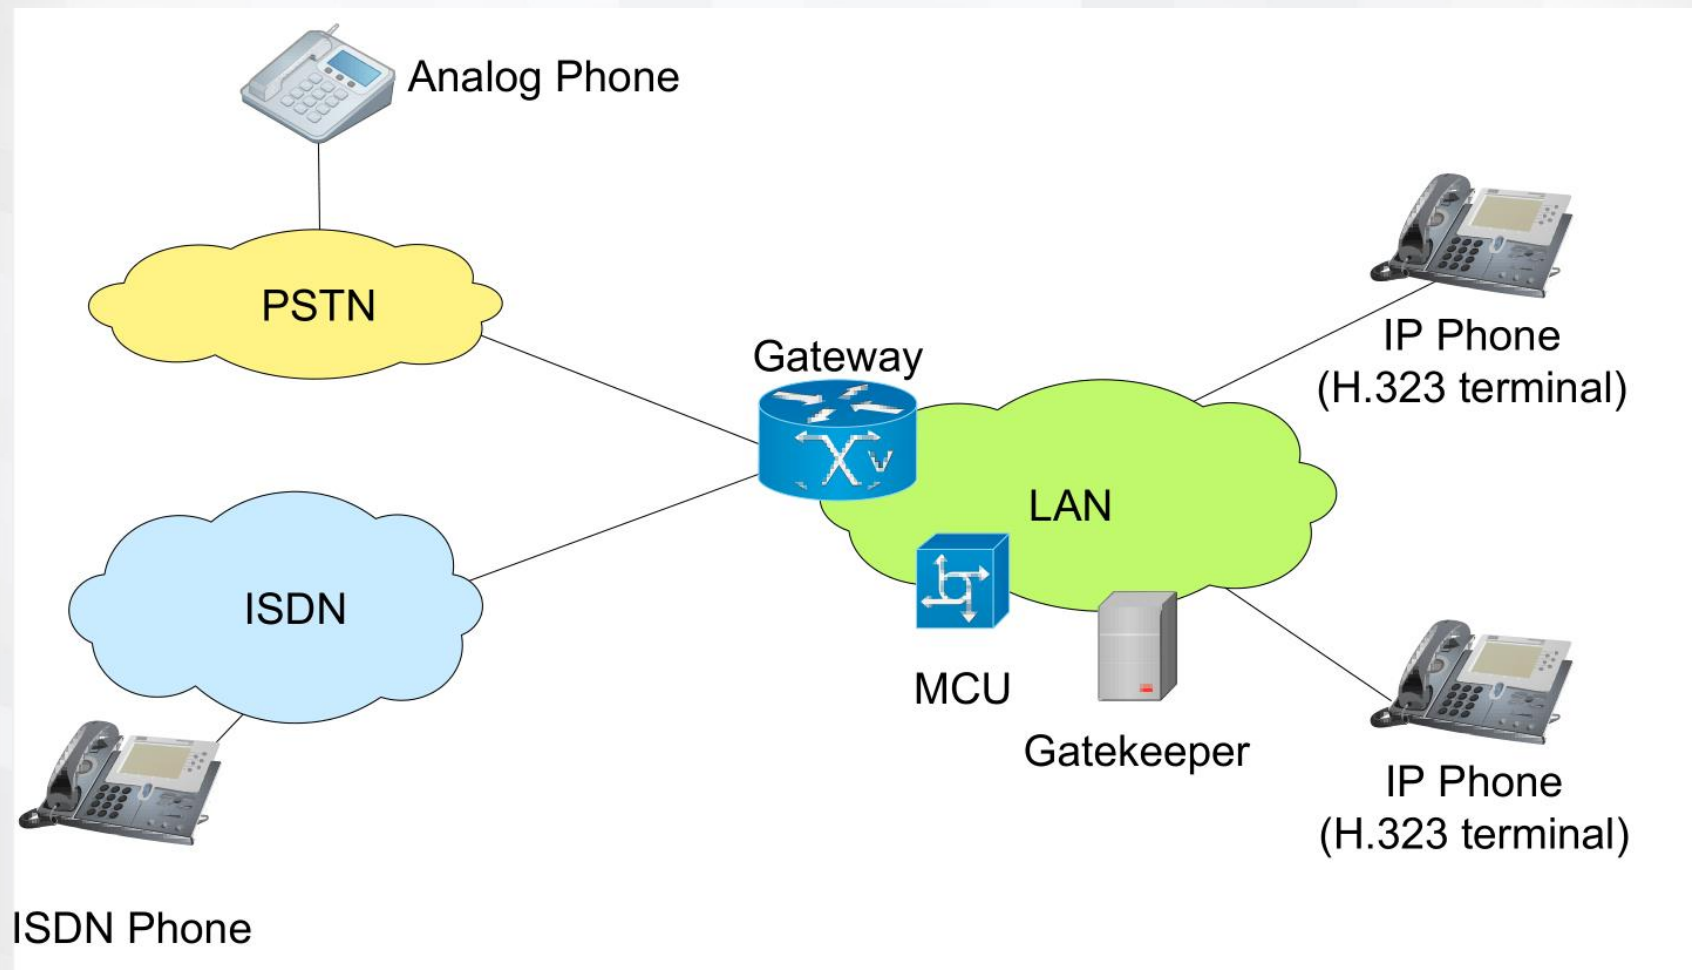 Analog Phone
PSTN
Gateway
IP Phone
(H.323 terminal)
LAN
ISDN
MCU
Gatekeeper
IP Phone
(H.323 terminal)
ISDN Phone